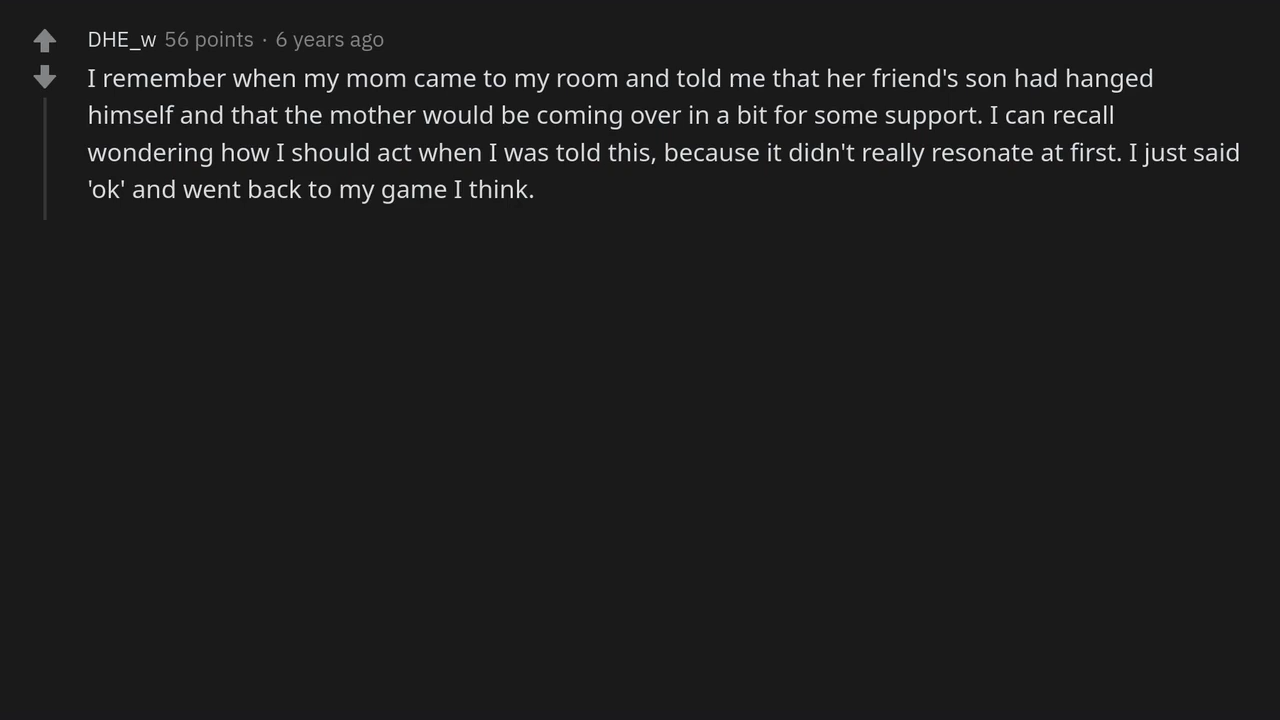 DHE_w 56 points · 6 years ago
I remember when my mom came to my room and told me that her friend's son had hanged
himself and that the mother would be coming over in a bit for some support. I can recall
wondering how I should act when I was told this, because it didn't really resonate at first. I just said
'ok' and went back to my game I think.